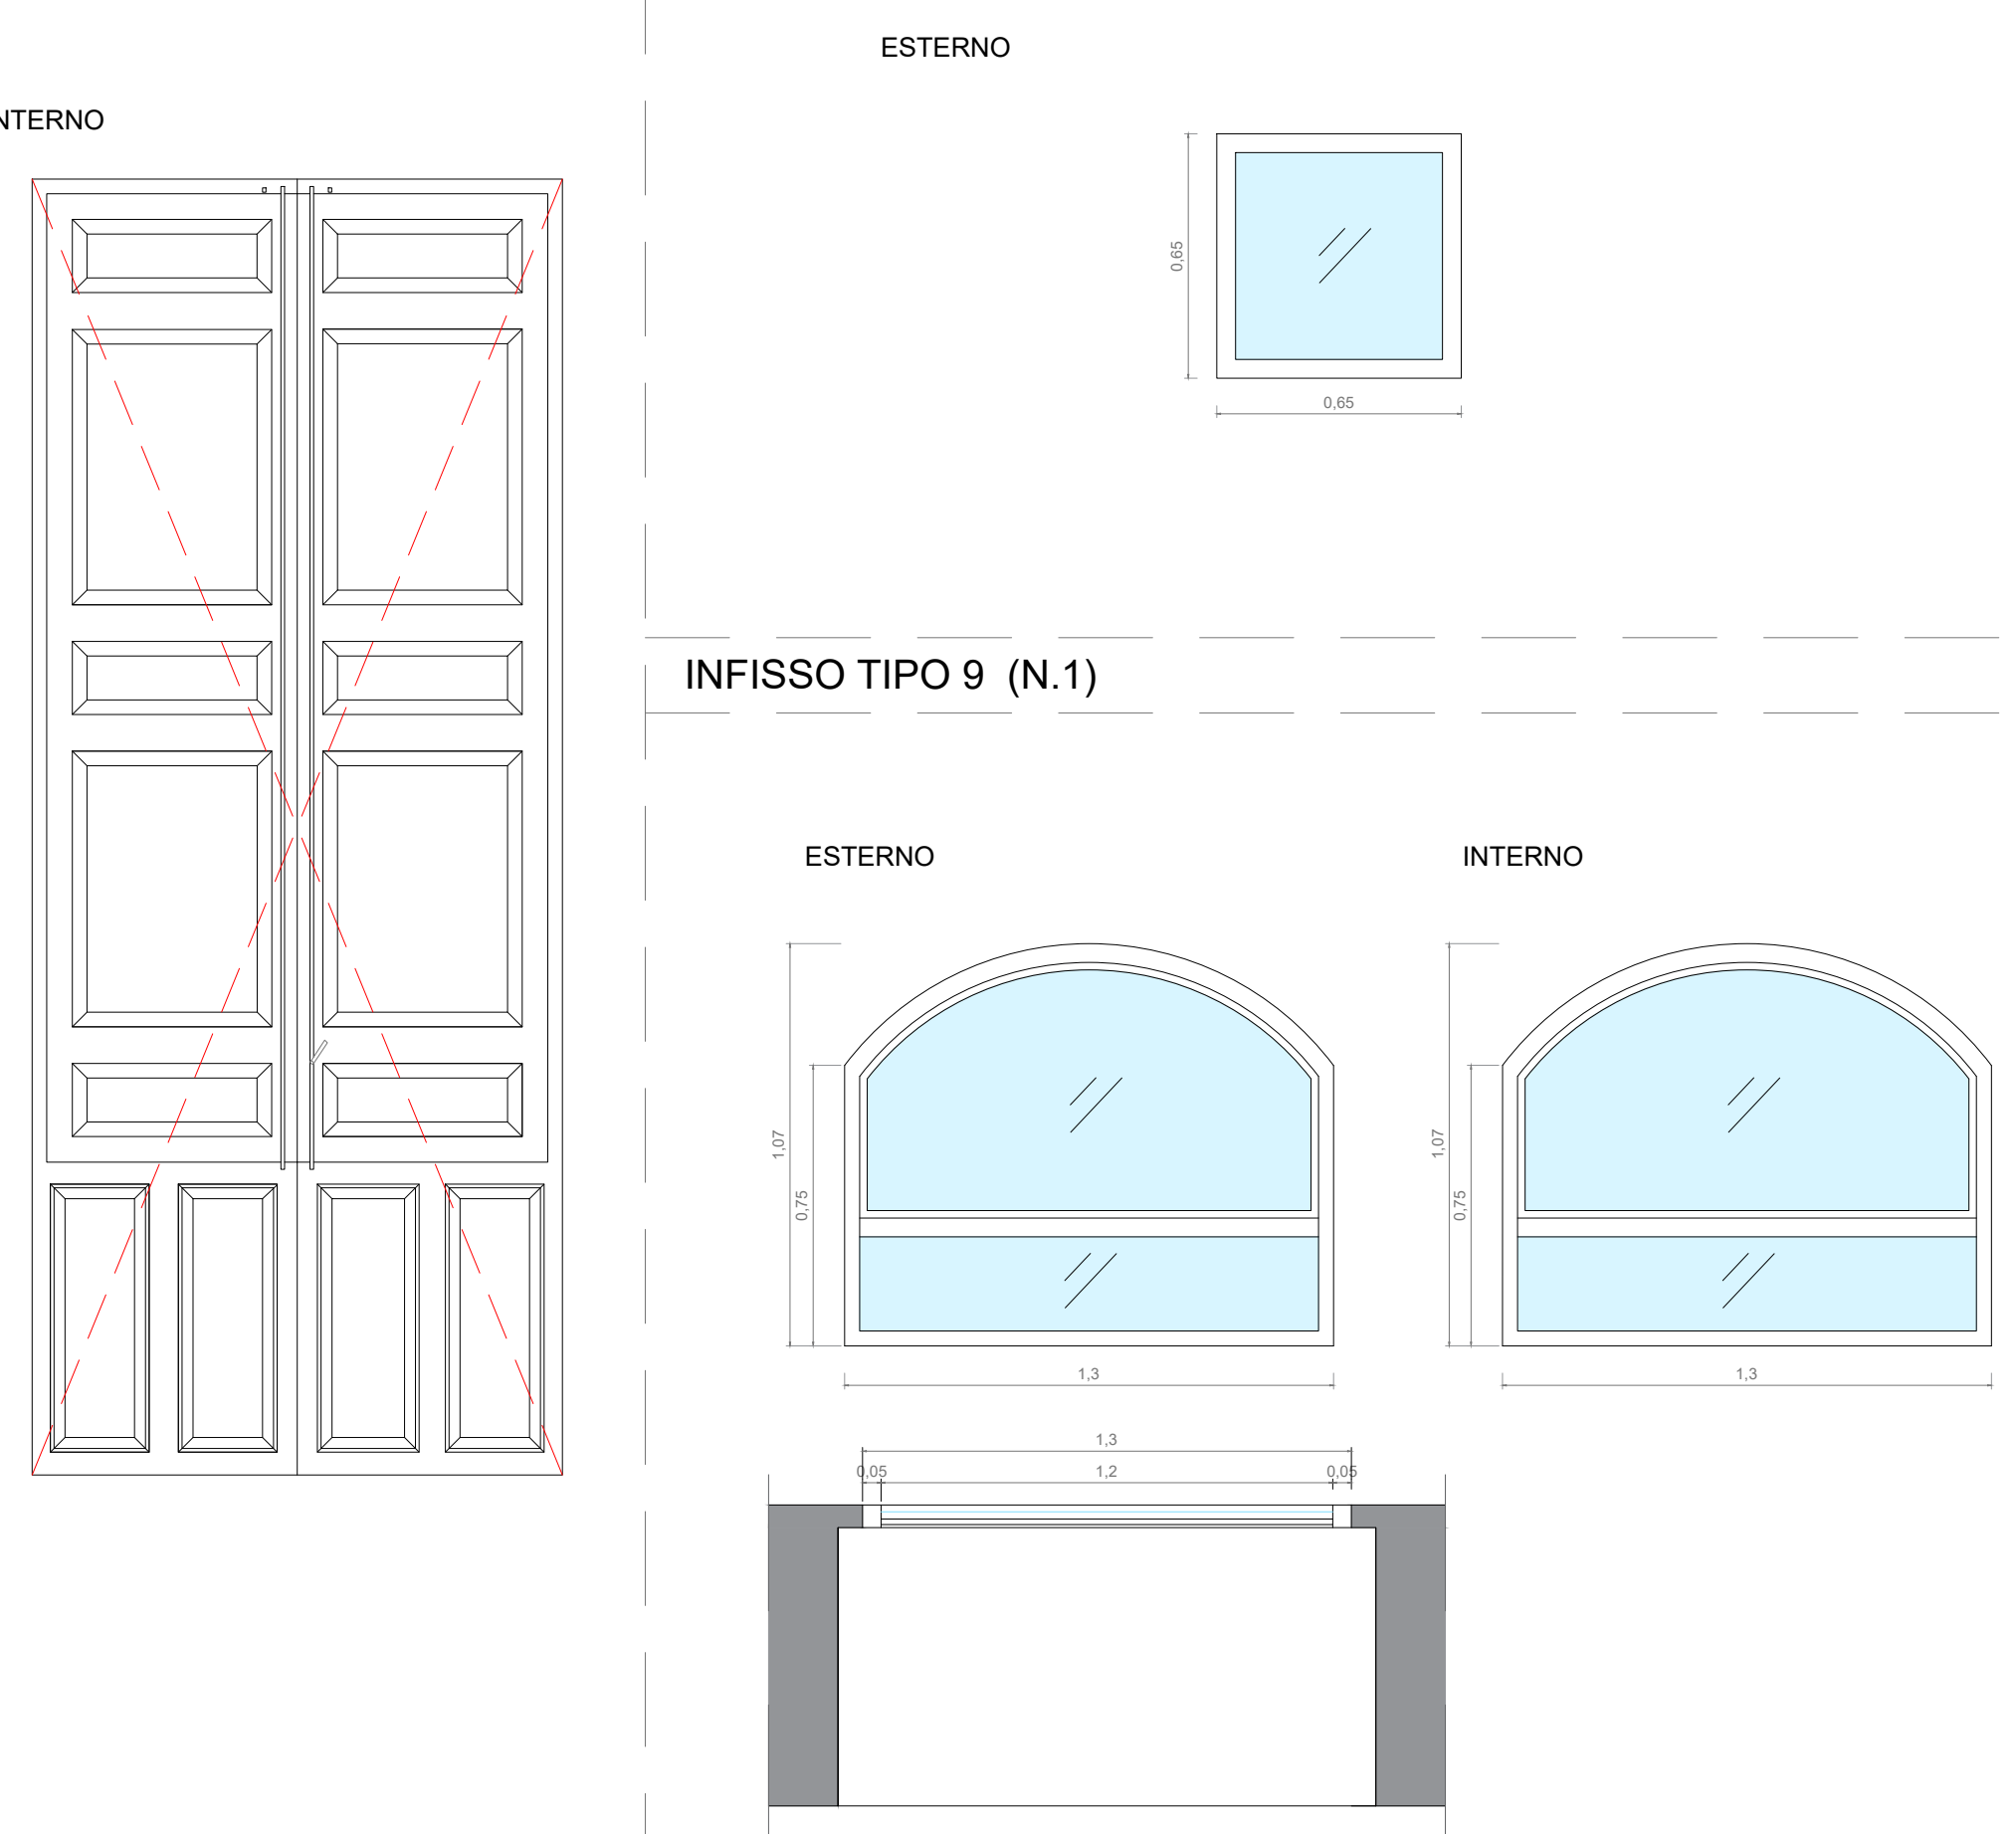 ESTERNO
NTERNO
0,65
0,65
INFISSO TIPO 9 (N.1)
ESTERNO
INTERNO
1,07
0,75
1,3
1,07
0,75
1,3
1,3
0,05
1,2
0,05